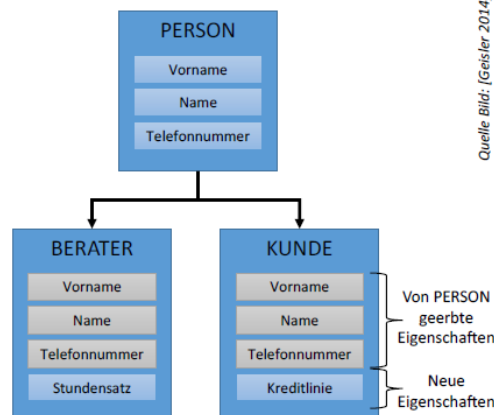 PERSON
Vorname
Name
Telefonnummer
Quelle Bild: [Geisler 2014]
BERATER
Vorname
Name
Telefonnummer
Stundensatz
KUNDE
Vorname
Name
Telefonnummer
Kreditlinie
Von PERSON
geerbte
Eigenschaften
Neue
Eigenschaften